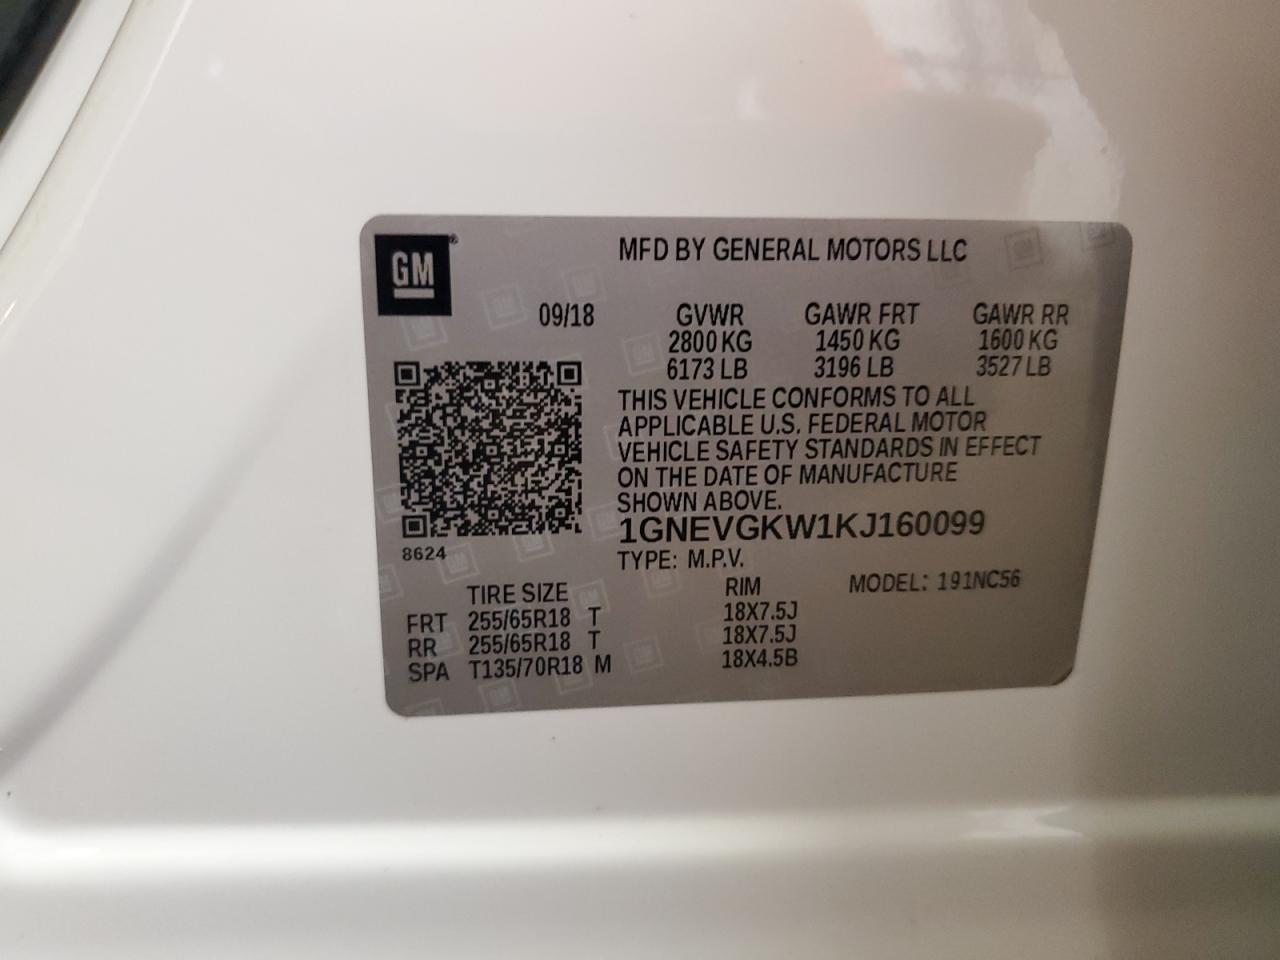 GM
MFD BY GENERAL MOTORS LLC
09/18 GVWR GAWR FRT GAWR RR
2800 KG 1450 KG 1600 KG
6173 LB 3196 LB 3527 LB
THIS VEHICLE CONFORMS TO ALL
APPLICABLE U.S. FEDERAL MOTOR
VEHICLE SAFETY STANDARDS IN EFFECT
ON THE DATE OF MANUFACTURE
SHOWN ABOVE.
1GNEVGKW1KJ160099
8624
TYPE: M.P.V. MODEL: 191NC56
TIRE SIZE RIM
FRT 255/65R18 T 18X7.5J
RR 255/65R18 T 18X7.5J
SPA T135/70R18 M 18X4.5B